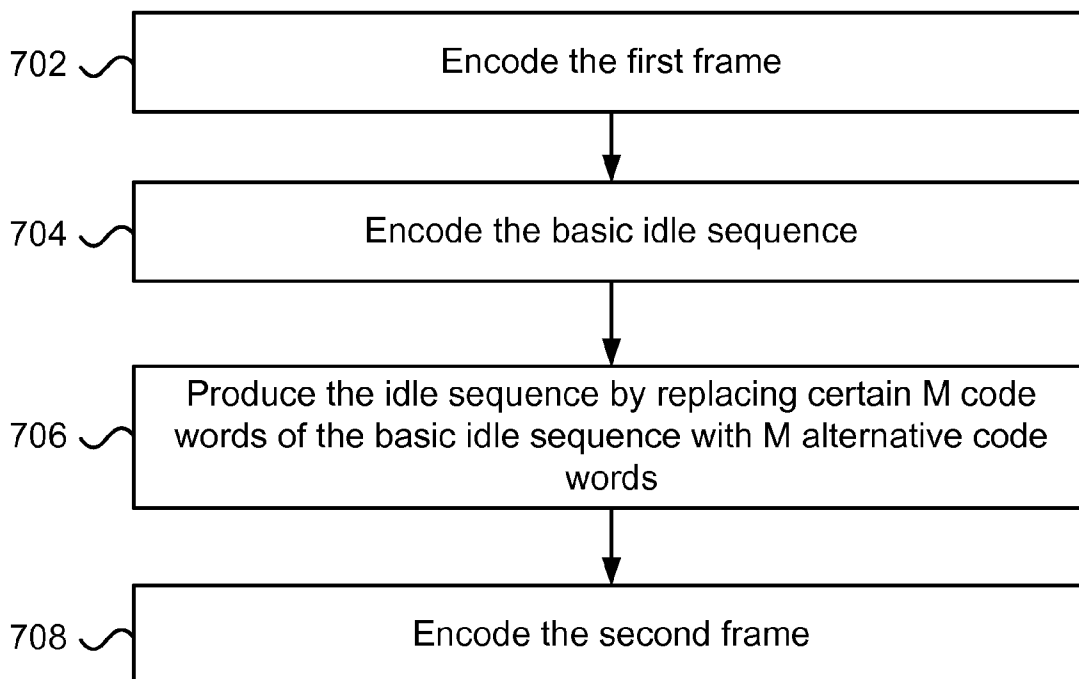 702
Encode the first frame
704
Encode the basic idle sequence
706
Produce the idle sequence by replacing certain M code
words of the basic idle sequence with M alternative code
words
708
Encode the second frame